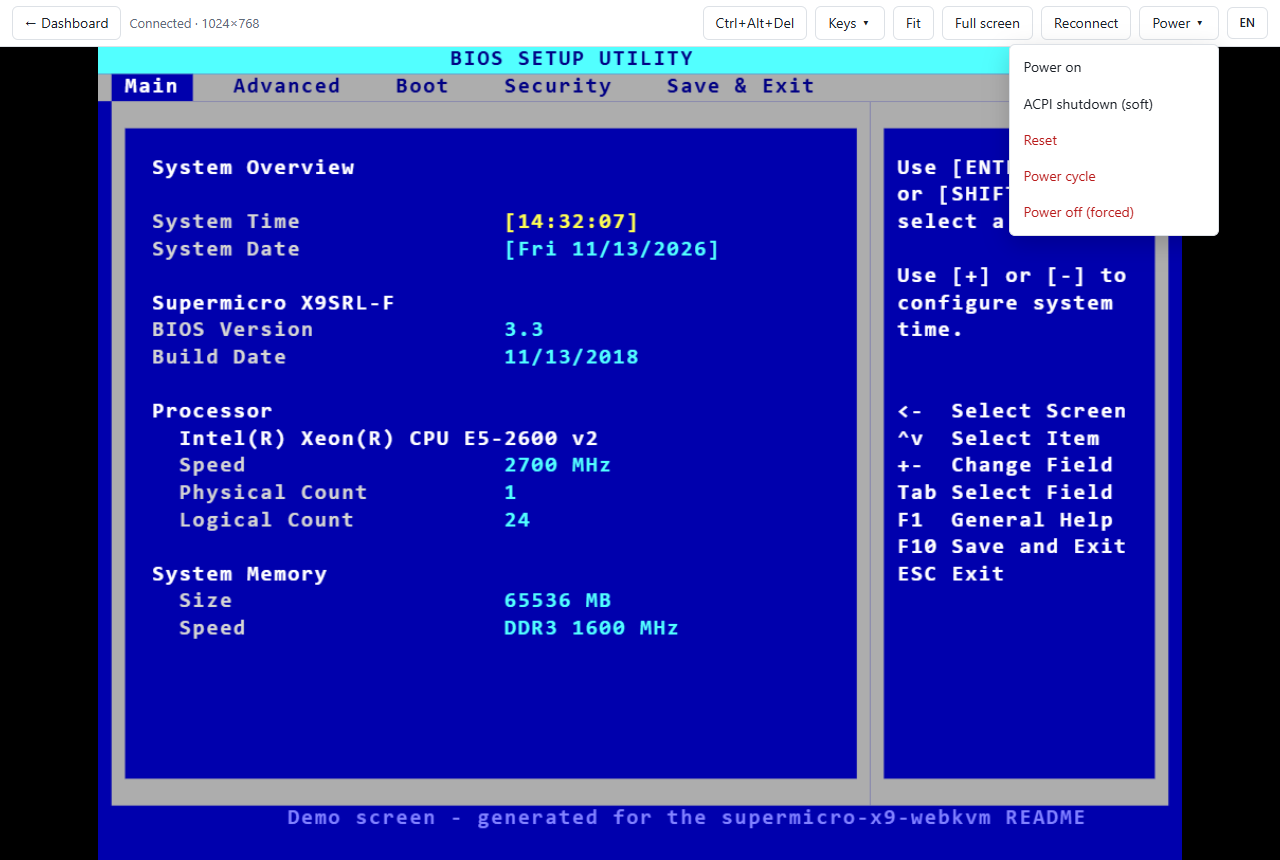 ← Dashboard Connected · 1024×768 Ctrl+Alt+Del Keys ▾ Fit Full screen Reconnect Power ▾ EN
Power on
ACPI shutdown (soft)
Reset
Power cycle
Power off (forced)
BIOS SETUP UTILITY
Main Advanced Boot Security Save & Exit
System Overview
System Time [14:32:07]
System Date [Fri 11/13/2026]
Supermicro X9SRL-F
BIOS Version 3.3
Build Date 11/13/2018
Processor
Intel(R) Xeon(R) CPU E5-2600 v2
Speed 2700 MHz
Physical Count 1
Logical Count 24
System Memory
Size 65536 MB
Speed DDR3 1600 MHz
Use
or
select a
Use [+] or [-] to
configure system
time.
<- Select Screen
^v Select Item
+- Change Field
Tab Select Field
F1 General Help
F10 Save and Exit
ESC Exit
Demo screen - generated for the supermicro-x9-webkvm README